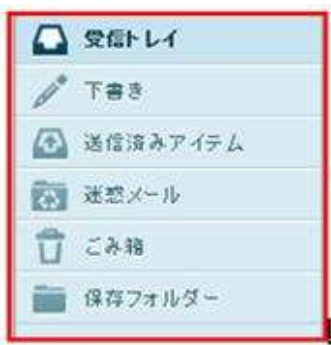 受信トレイ
下書き
送信済みアイテム
迷惑メール
ごみ箱
保存フォルダー